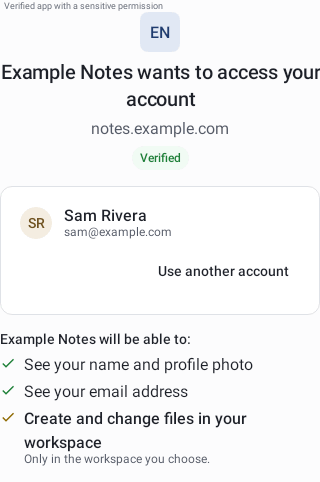 Verified app with a sensitive permission
EN
Example Notes wants to access your
account
notes.example.com
Verified
SR
Sam Rivera
sam@example.com
Use another account
Example Notes will be able to:
See your name and profile photo
See your email address
Create and change files in your
workspace
Only in the workspace you choose.